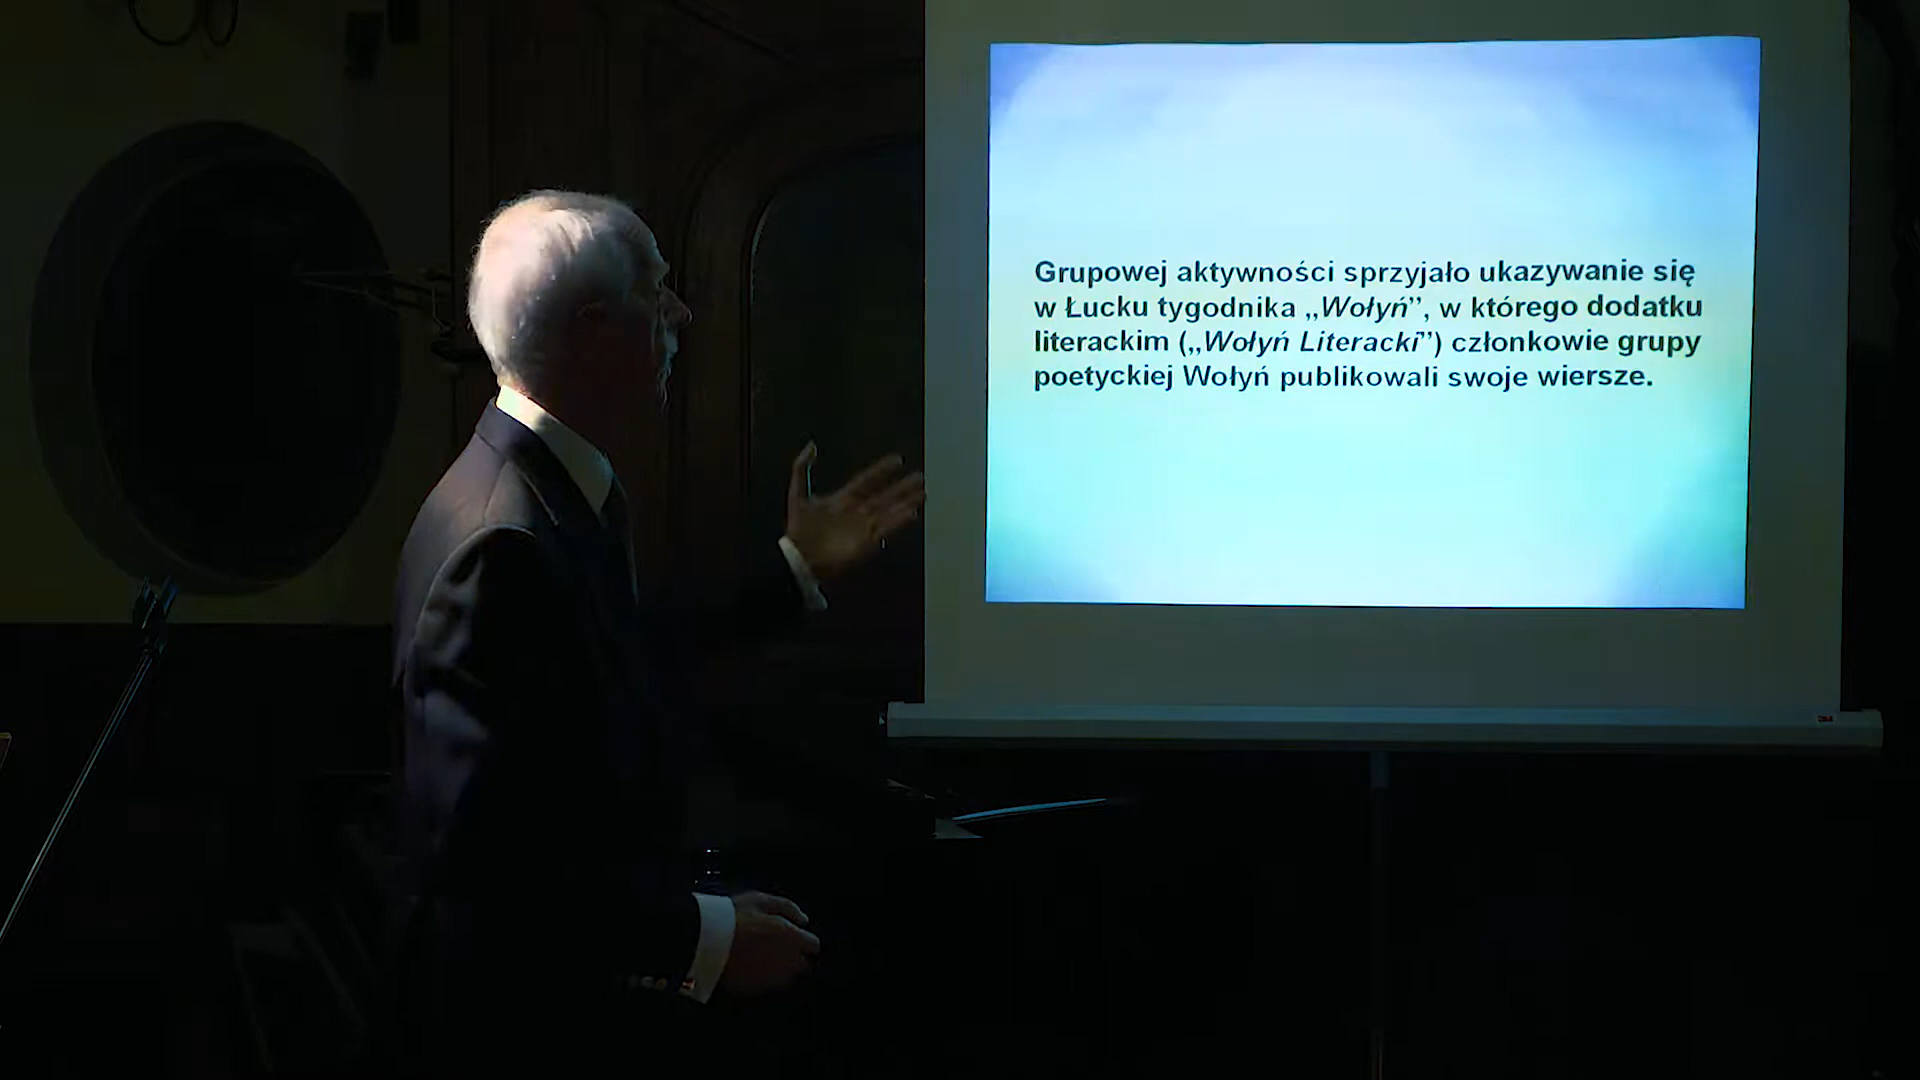 Grupowej aktywności sprzyjało ukazywanie się
w Łucku tygodnika „Wołyń”, w którego dodatku
literackim („Wołyń Literacki”) członkowie grupy
poetyckiej Wołyń publikowali swoje wiersze.
3M